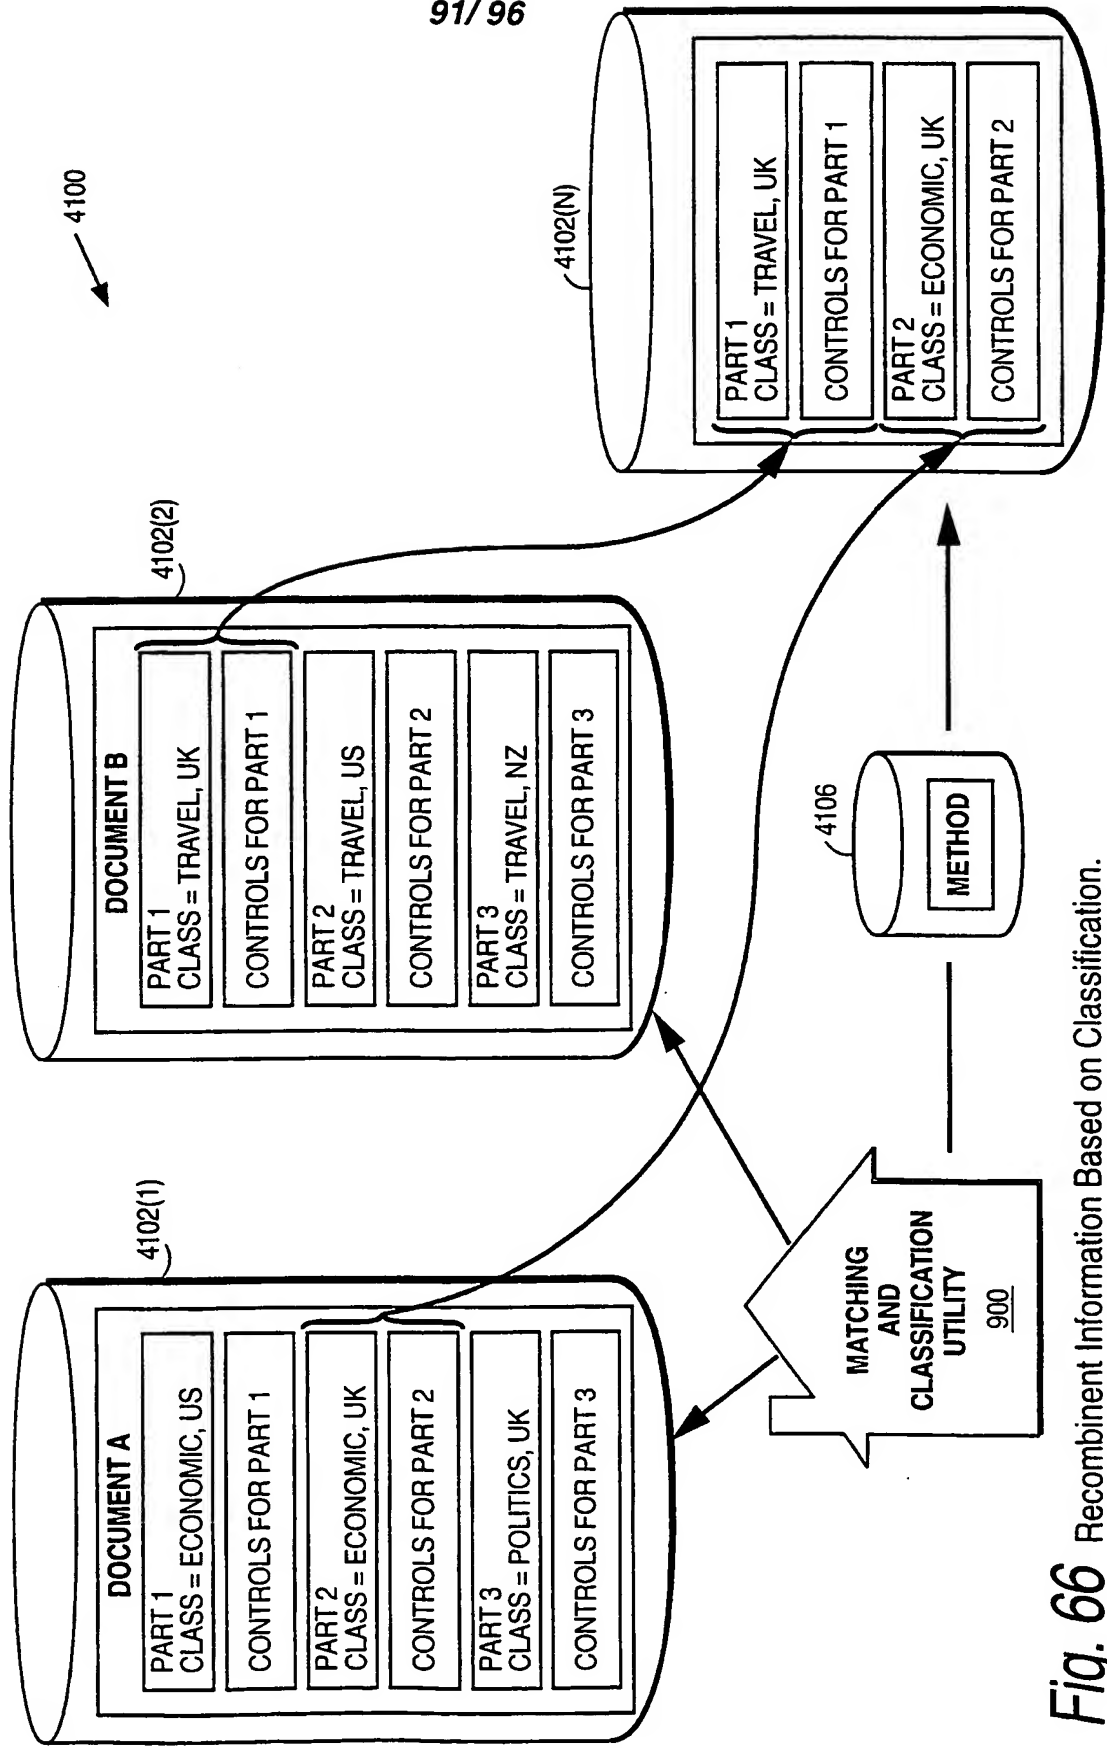 91/96
4100
4102(1)
DOCUMENT A
PART 1
CLASS = ECONOMIC, US
CONTROLS FOR PART 1
PART 2
CLASS = ECONOMIC, UK
CONTROLS FOR PART 2
PART 3
CLASS = POLITICS, UK
CONTROLS FOR PART 3
4102(2)
DOCUMENT B
PART 1
CLASS = TRAVEL, UK
CONTROLS FOR PART 1
PART 2
CLASS = TRAVEL, US
CONTROLS FOR PART 2
PART 3
CLASS = TRAVEL, NZ
CONTROLS FOR PART 3
4102(N)
PART 1
CLASS = TRAVEL, UK
CONTROLS FOR PART 1
PART 2
CLASS = ECONOMIC, UK
CONTROLS FOR PART 2
MATCHING
AND
CLASSIFICATION
UTILITY
900
4106
METHOD
Fig. 66 Recombinent Information Based on Classification.